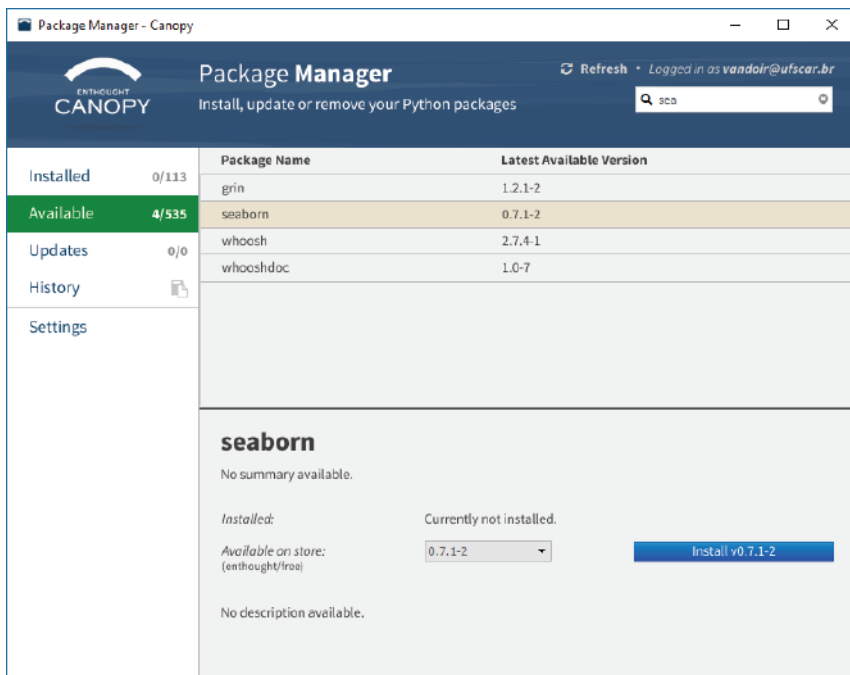 Package Manager - Canopy
ENTHOUGHT
CANOPY
Package Manager
Install, update or remove your Python packages
Refresh • Logged in as vandoir@ufscar.br
sea
Installed 0/113
Available 4/535
Updates 0/0
History
Settings
Package Name Latest Available Version
grin 1.2.1-2
seaborn 0.7.1-2
whoosh 2.7.4-1
whooshdoc 1.0-7
seaborn
No summary available.
Installed: Currently not installed.
Available on store: 0.7.1-2 Install v0.7.1-2
(enthought/free)
No description available.